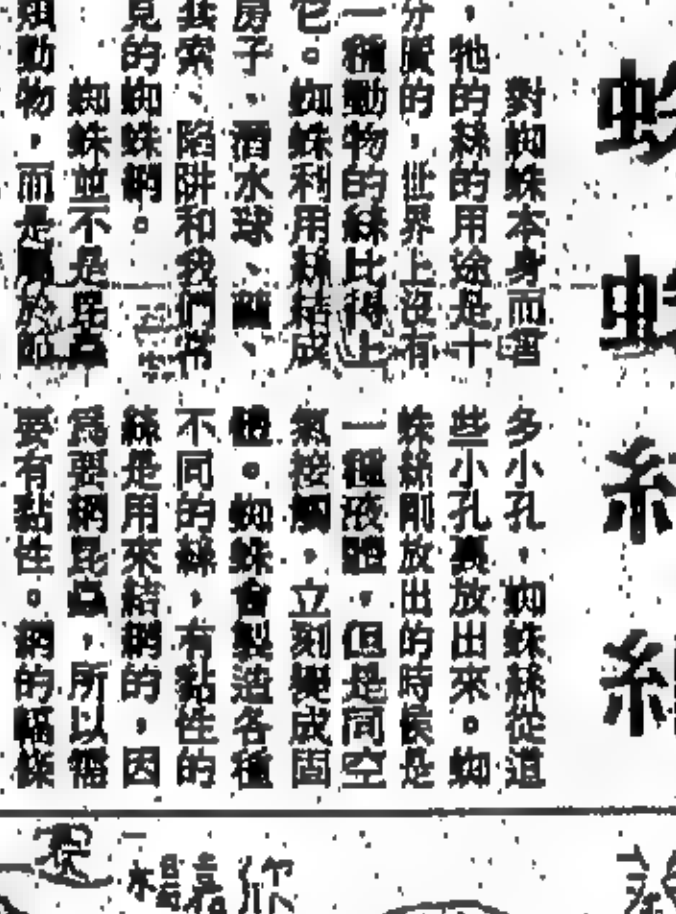 對蜘蛛本身而言
，牠的絲的用途是十
分廣的，世界上沒有
一種動物的絲比得上
它。蜘蛛利用絲結成
房子、潛水球、繭、
套索、陷阱和我們常
見的蜘蛛網。
蜘蛛並不是昆蟲
類動物，而是屬於節
多小孔，蜘蛛絲從這
些小孔裏放出來。蜘
蛛絲剛放出的時候是
一種液體，但是同空
氣接觸，立刻變成固
體。蜘蛛會製造各種
不同的絲，有黏性的
絲是用來結網的，因
爲要網昆蟲，所以需
要有黏性。網的幅條